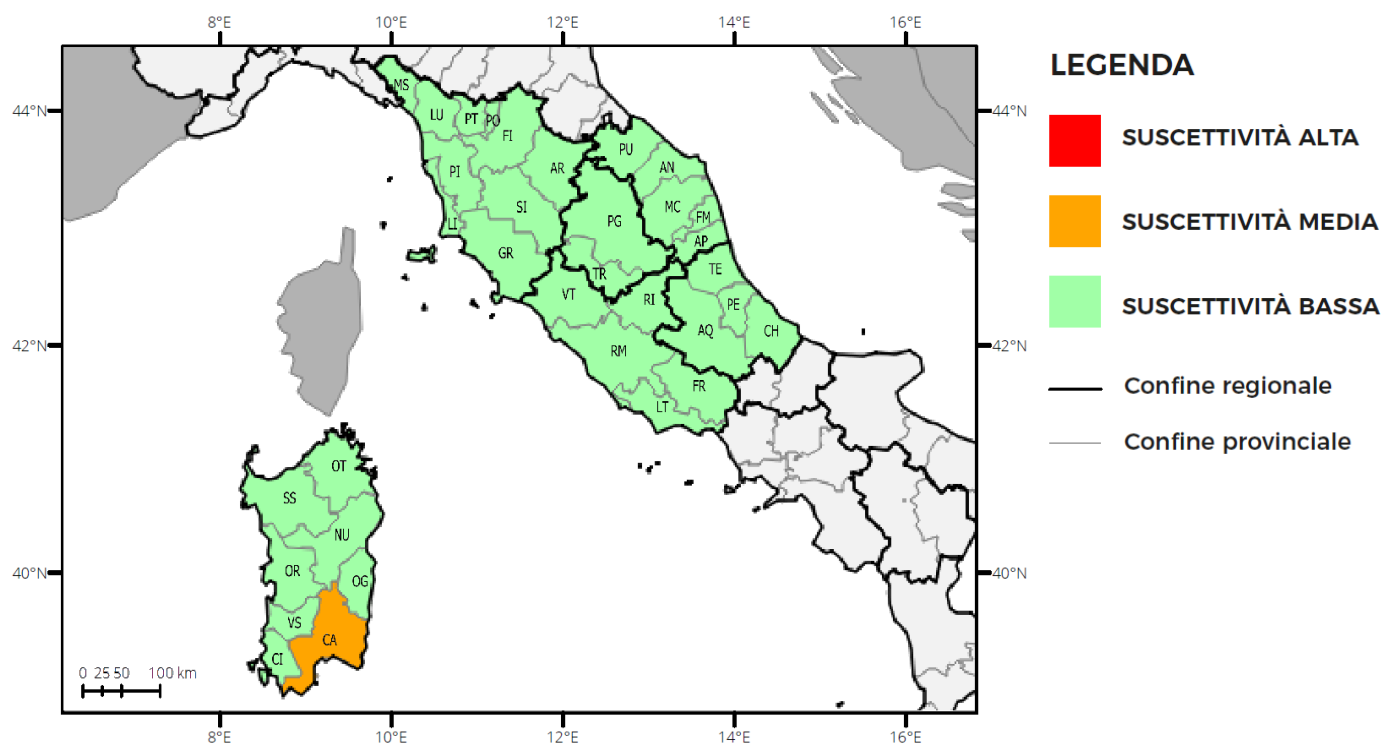 8°E 10°E 12°E 14°E 16°E
LEGENDA
44°N 44°N
SUSCETTIVITÀ ALTA
SUSCETTIVITÀ MEDIA
SUSCETTIVITÀ BASSA
Confine regionale
Confine provinciale
MS
LU PT PO
FI
PU
AR AN
PI
SI MC
FM
PG
LI
AP
GR
TE
TR
VT RI
PE
AQ CH
42°N 42°N
RM
FR
LT
OT
SS
NU
OR
40°N 40°N
OG
VS
CA
CI
0 25 50 100 km
8°E 10°E 12°E 14°E 16°E